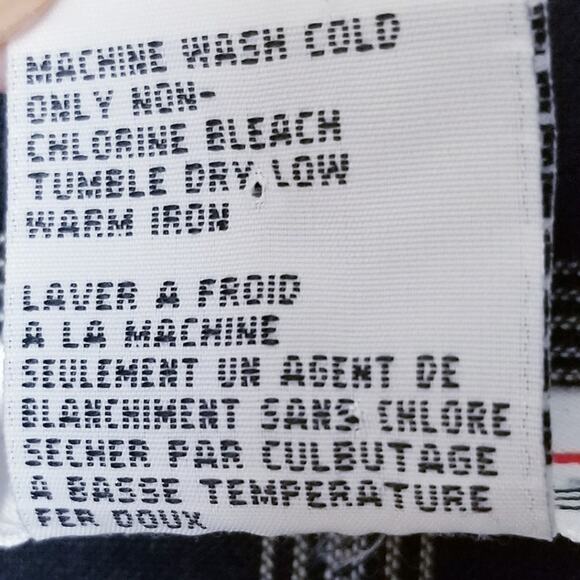 MACHINE WASH COLD
ONLY NON-
CHLORINE BLEACH
TUMBLE DRY, LOW
WARM IRON
LAVER A FROID
A LA MACHINE
SEULEMENT UN AGENT DE
BLANCHIMENT SANS CHLORE
SECHER PAR CULBUTAGE
A BASSE TEMPERATURE
FER DOUX